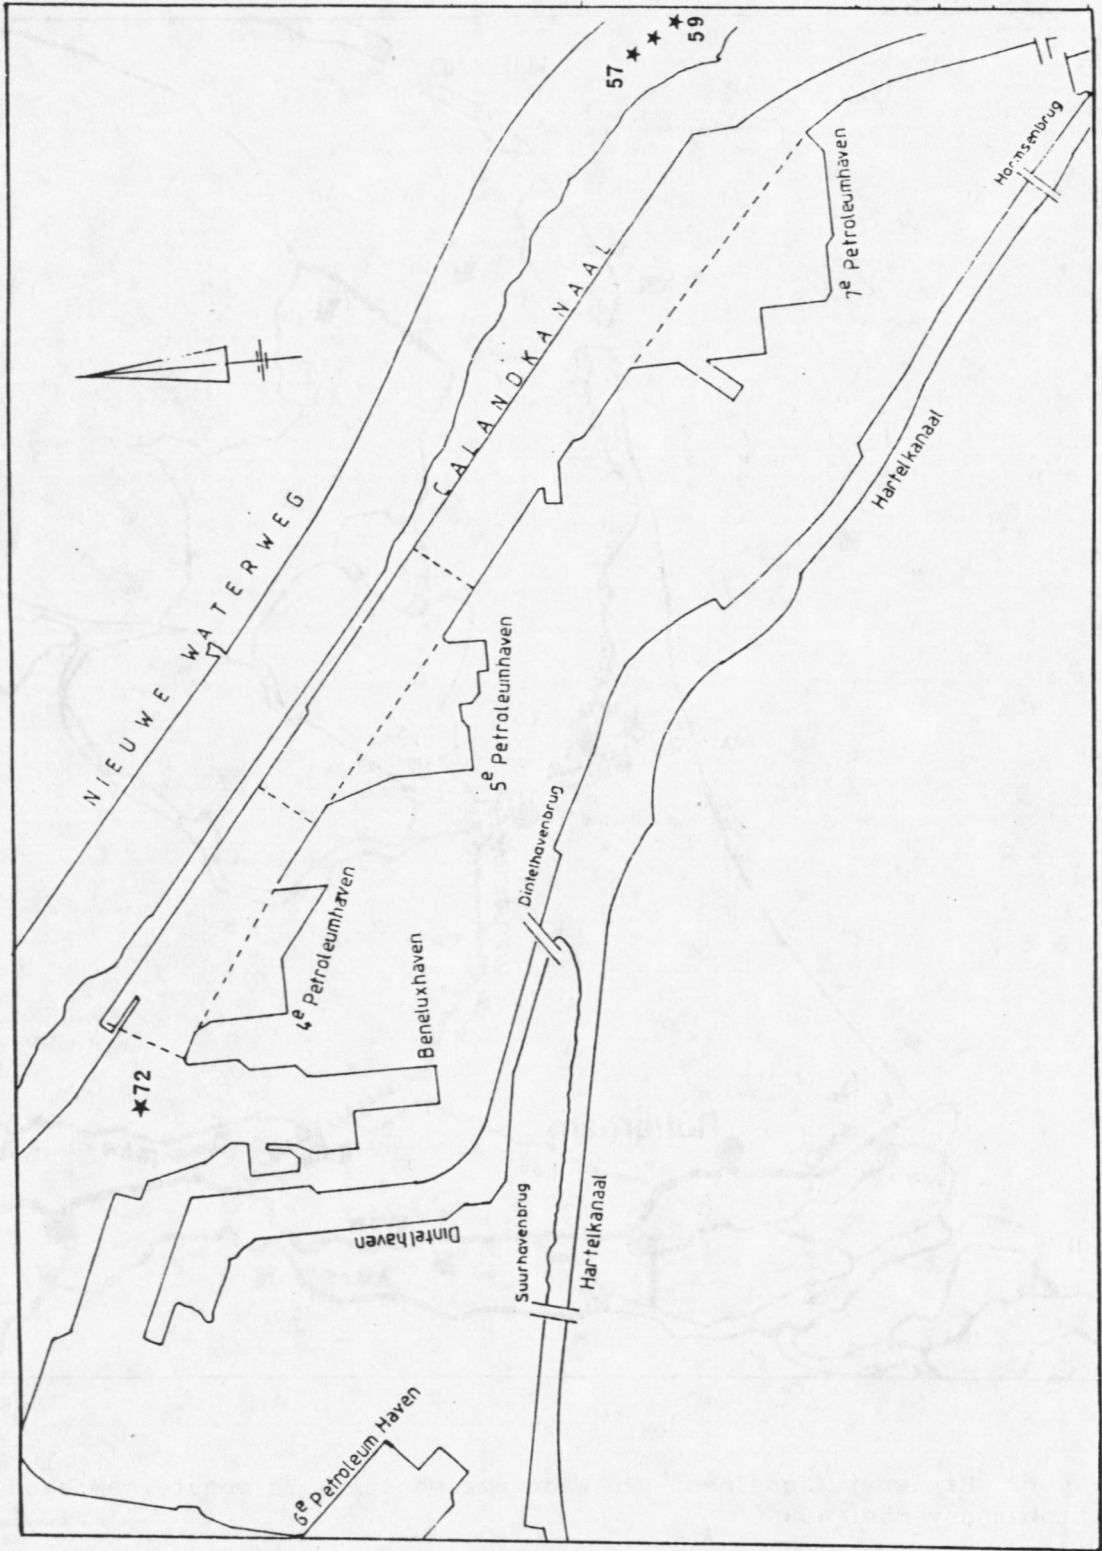 57
59
NIEUWE WATERWEG
CALANDKANAAL
7e Petroleumhaven
Harmsenbrug
Hartelkanaal
5e Petroleumhaven
Dintelhavenbrug
4e Petroleumhaven
Beneluxhaven
72
Dintelhaven
Suurhavenbrug
Hartelkanaal
6e Petroleum Haven